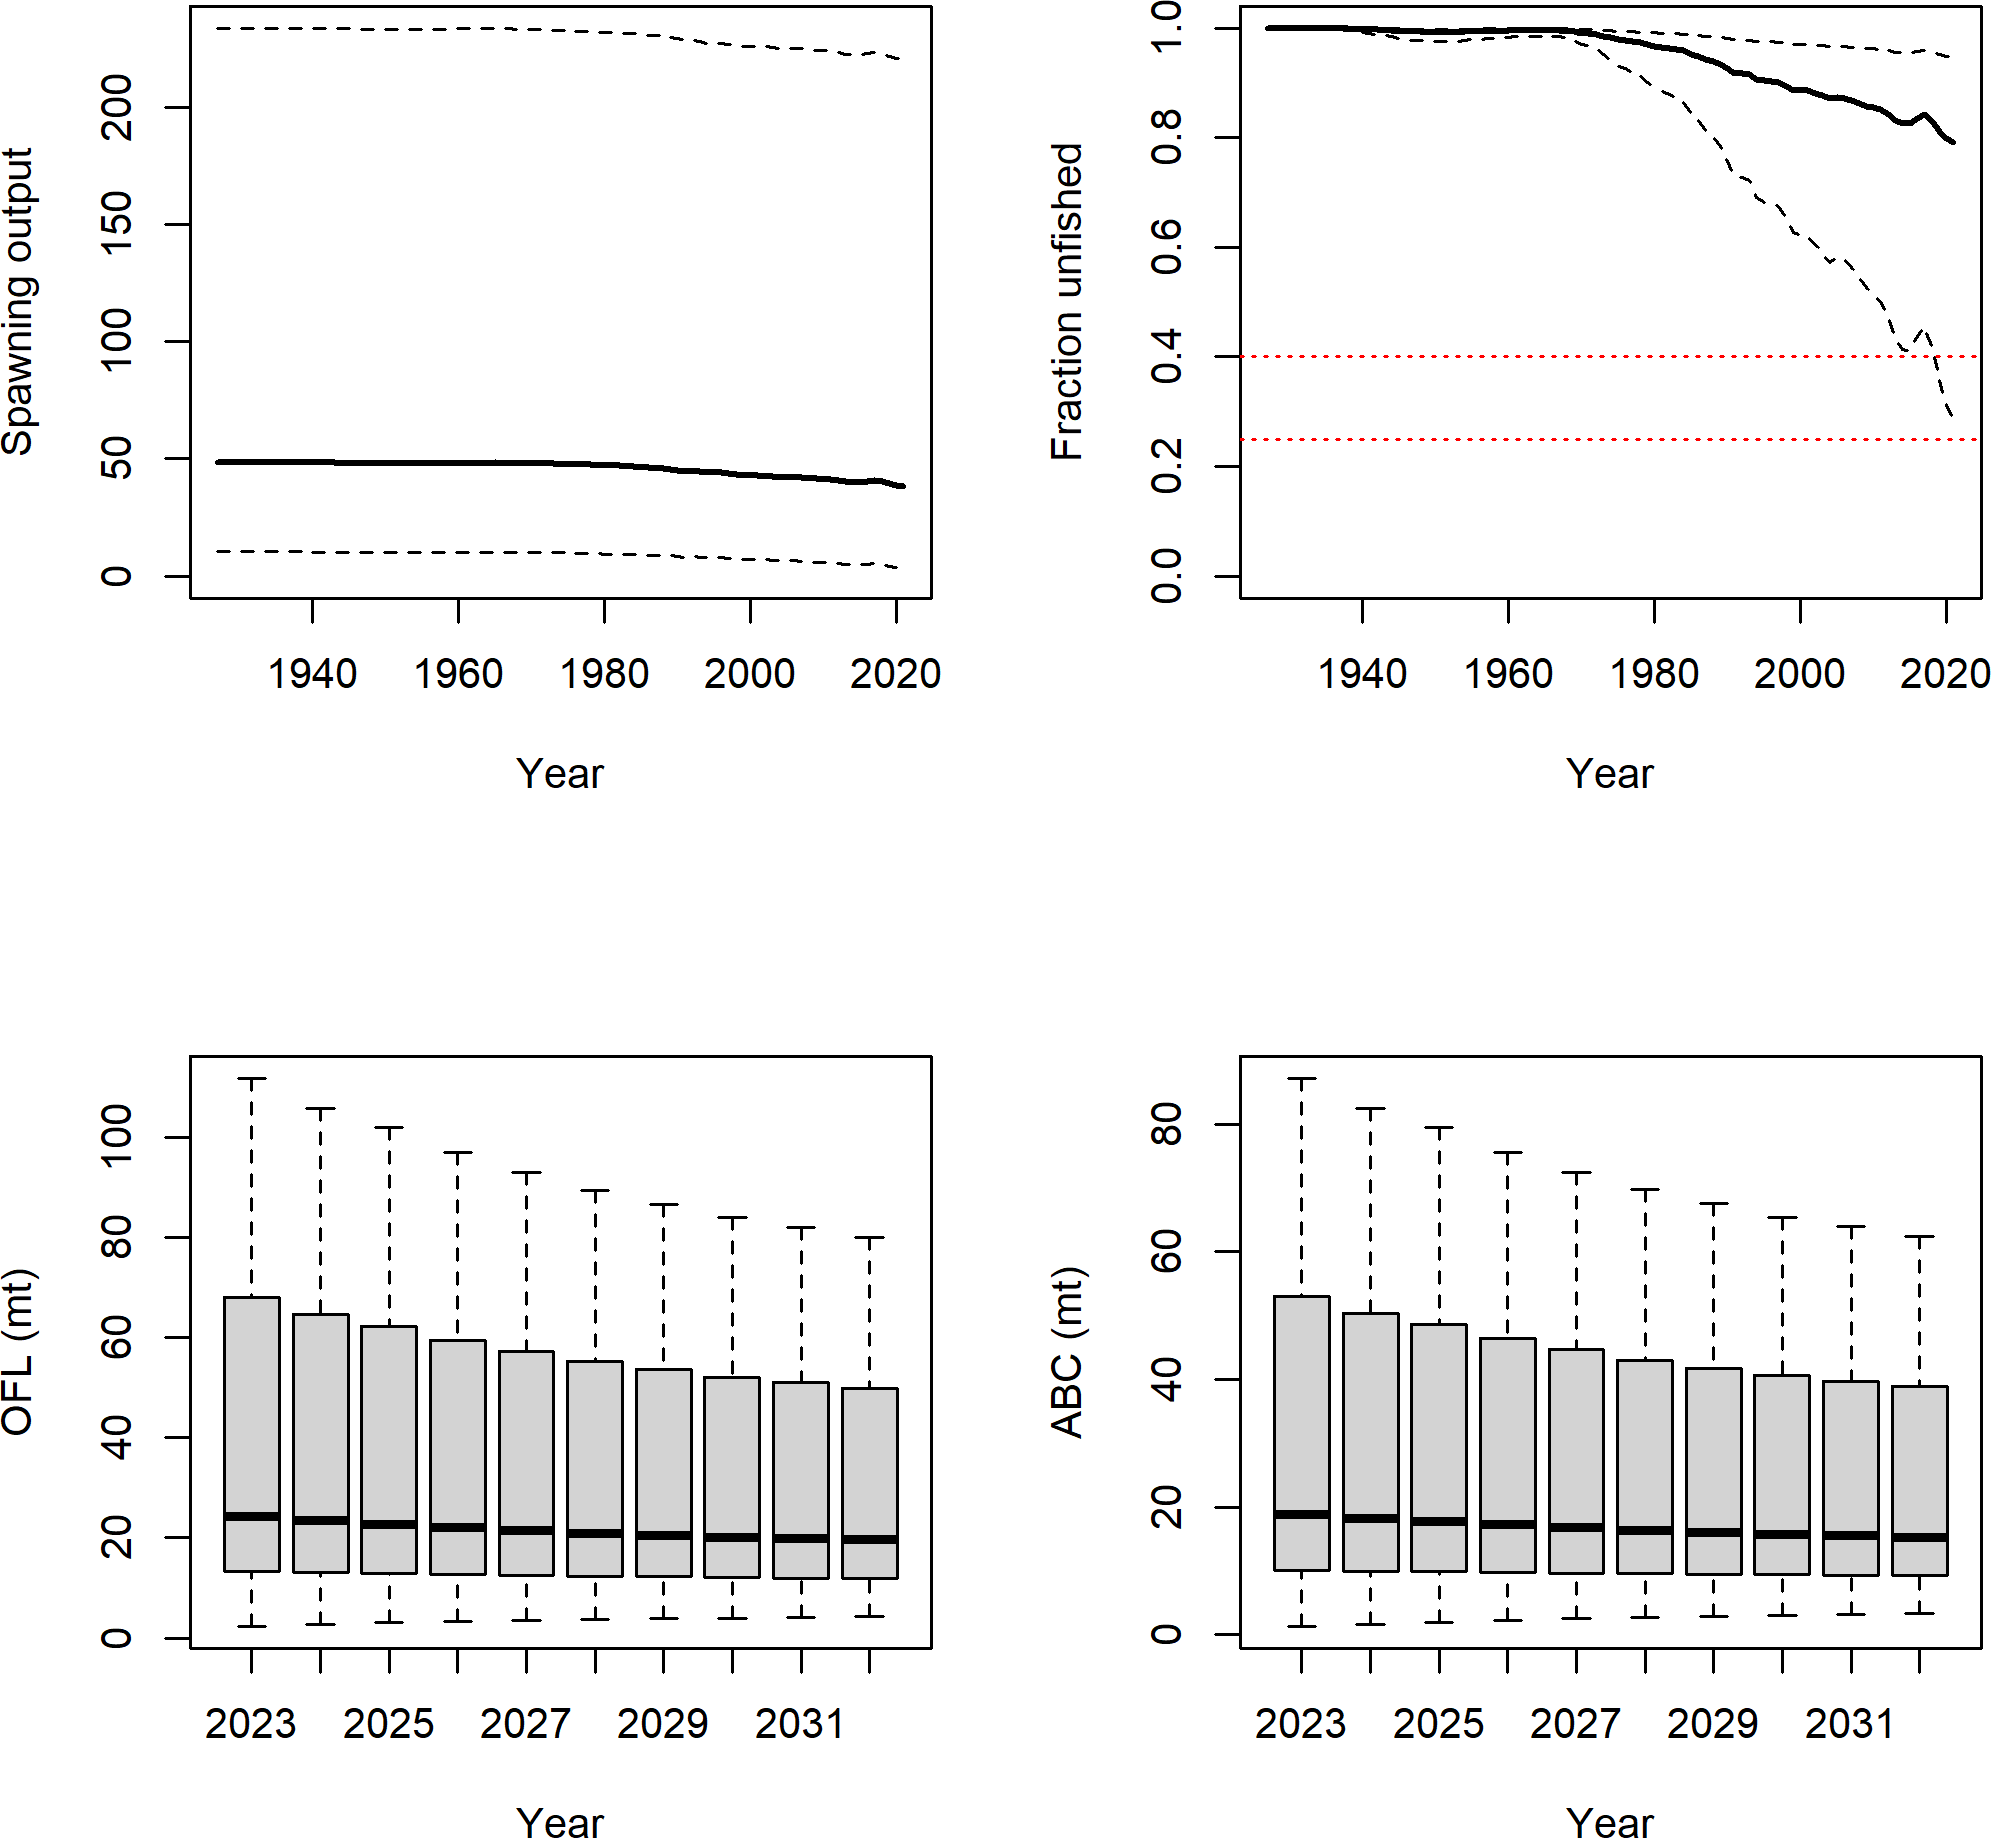 Spawning output
0 50 100 150 200
1940 1960 1980 2000 2020
Year
Fraction unfished
0.0 0.2 0.4 0.6 0.8 1.0
1940 1960 1980 2000 2020
Year
OFL (mt)
0 20 40 60 80 100
2023 2025 2027 2029 2031
Year
ABC (mt)
0 20 40 60 80
2023 2025 2027 2029 2031
Year